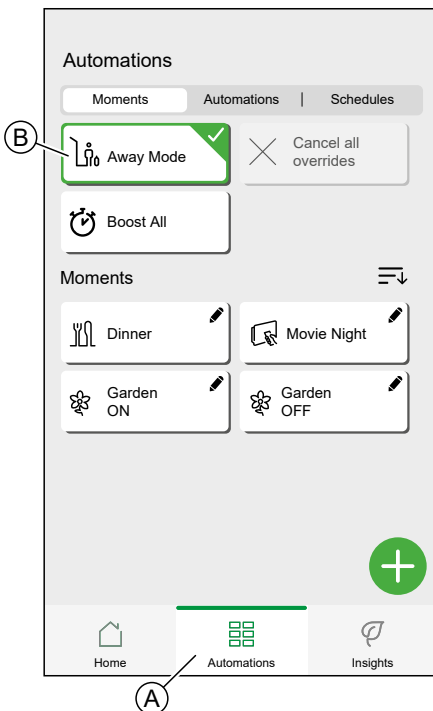 Automations
Moments Automations | Schedules
B
Away Mode
Cancel all
overrides
Boost All
Moments
Dinner
Movie Night
Garden
ON
Garden
OFF
Home Automations Insights
A